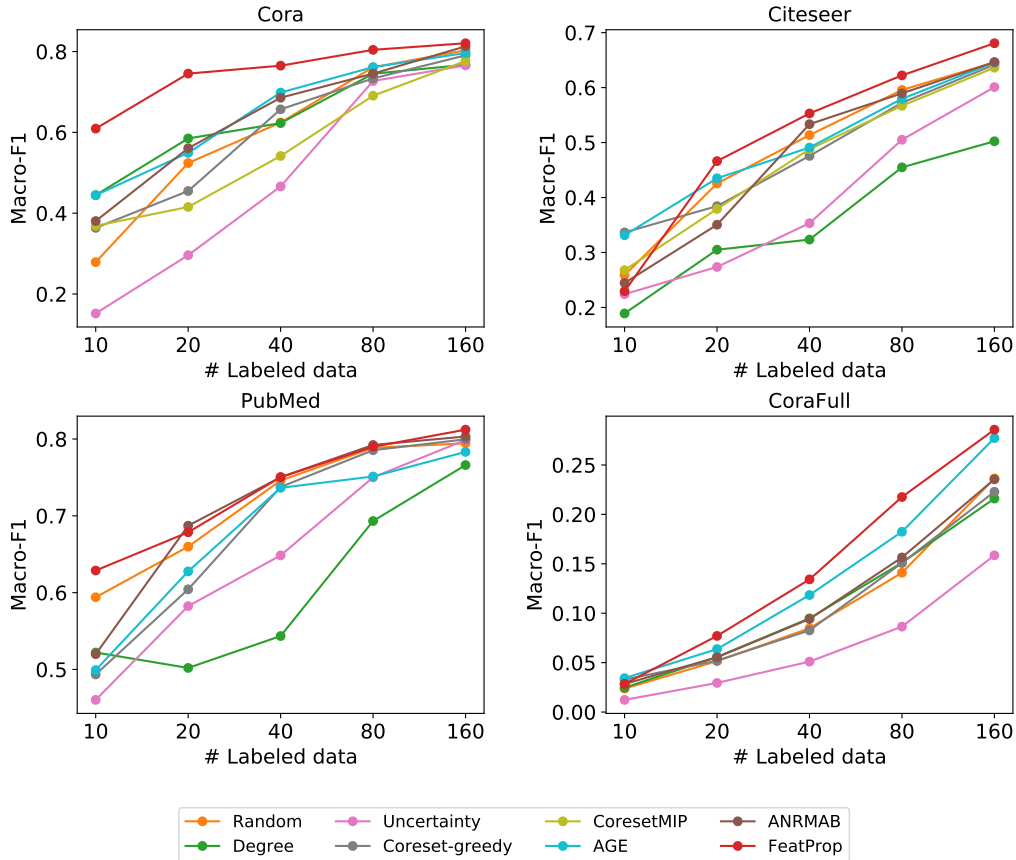 Cora
Macro-F1
0.8
0.6
0.4
0.2
10 20 40 80 160
# Labeled data
Citeseer
Macro-F1
0.7
0.6
0.5
0.4
0.3
0.2
10 20 40 80 160
# Labeled data
PubMed
Macro-F1
0.8
0.7
0.6
0.5
10 20 40 80 160
# Labeled data
CoraFull
Macro-F1
0.25
0.20
0.15
0.10
0.05
0.00
10 20 40 80 160
# Labeled data
Random Uncertainty CoresetMIP ANRMAB
Degree Coreset-greedy AGE FeatProp